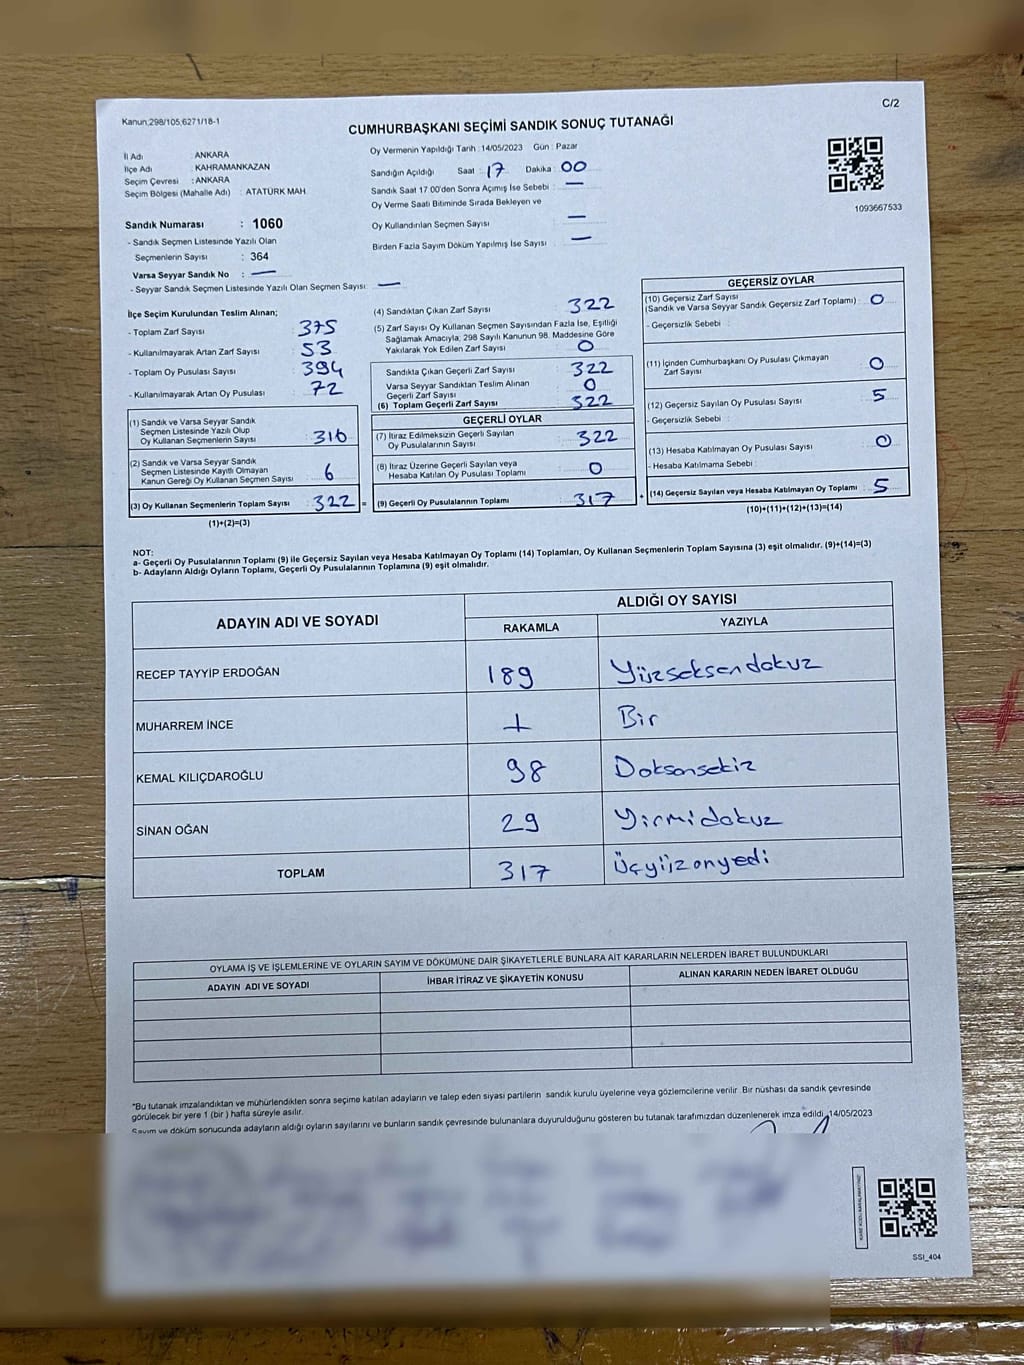 C/2
Kanun,298/105,6271/18-1
CUMHURBAŞKANI SEÇİMİ SANDIK SONUÇ TUTANAĞI
İl Adı : ANKARA
İlçe Adı : KAHRAMANKAZAN
Seçim Çevresi : ANKARA
Seçim Bölgesi (Mahalle Adı) : ATATÜRK MAH.
Oy Vermenin Yapıldığı Tarih : 14/05/2023 Gün : Pazar
Sandığın Açıldığı Saat : 17 Dakika : 00
Sandık Saat 17.00'den Sonra Açımış İse Sebebi : —
Oy Verme Saati Bitiminde Sırada Bekleyen ve
Oy Kullandırılan Seçmen Sayısı —
Birden Fazla Sayım Döküm Yapılmış İse Sayısı : —
1093667533
Sandık Numarası : 1060
- Sandık Seçmen Listesinde Yazılı Olan
Seçmenlerin Sayısı : 364
Varsa Seyyar Sandık No : —
- Seyyar Sandık Seçmen Listesinde Yazılı Olan Seçmen Sayısı: —
İlçe Seçim Kurulundan Teslim Alınan;
- Toplam Zarf Sayısı 375
- Kullanılmayarak Artan Zarf Sayısı 53
- Toplam Oy Pusulası Sayısı 394
- Kullanılmayarak Artan Oy Pusulası 72
(1) Sandık ve Varsa Seyyar Sandık
Seçmen Listesinde Yazılı Olup
Oy Kullanan Seçmenlerin Sayısı 316
(2) Sandık ve Varsa Seyyar Sandık
Seçmen Listesinde Kayıtlı Olmayan
Kanun Gereği Oy Kullanan Seçmen Sayısı 6
(3) Oy Kullanan Seçmenlerin Toplam Sayısı 322 =
(1)+(2)=(3)
(4) Sandıktan Çıkan Zarf Sayısı 322
(5) Zarf Sayısı Oy Kullanan Seçmen Sayısından Fazla İse, Eşitliği
Sağlamak Amacıyla; 298 Sayılı Kanunun 98. Maddesine Göre
Yakılarak Yok Edilen Zarf Sayısı 0
Sandıkta Çıkan Geçerli Zarf Sayısı 322
Varsa Seyyar Sandıktan Teslim Alınan
Geçerli Zarf Sayısı 0
(6) Toplam Geçerli Zarf Sayısı 322
GEÇERLİ OYLAR
(7) İtiraz Edilmeksizin Geçerli Sayılan
Oy Pusulalarının Sayısı 322
(8) İtiraz Üzerine Geçerli Sayılan veya
Hesaba Katılan Oy Pusulası Toplamı 0
(9) Geçerli Oy Pusulalarının Toplamı 317 +
GEÇERSİZ OYLAR
(10) Geçersiz Zarf Sayısı
(Sandık ve Varsa Seyyar Sandık Geçersiz Zarf Toplamı) : 0
- Geçersizlik Sebebi :
(11) İçinden Cumhurbaşkanı Oy Pusulası Çıkmayan
Zarf Sayısı 0
(12) Geçersiz Sayılan Oy Pusulası Sayısı 5
- Geçersizlik Sebebi :
(13) Hesaba Katılmayan Oy Pusulası Sayısı 0
- Hesaba Katılmama Sebebi :
(14) Geçersiz Sayılan veya Hesaba Katılmayan Oy Toplamı : 5
(10)+(11)+(12)+(13)=(14)
NOT:
a- Geçerli Oy Pusulalarının Toplamı (9) ile Geçersiz Sayılan veya Hesaba Katılmayan Oy Toplamı (14) Toplamları, Oy Kullanan Seçmenlerin Toplam Sayısına (3) eşit olmalıdır. (9)+(14)=(3)
b- Adayların Aldığı Oyların Toplamı, Geçerli Oy Pusulalarının Toplamına (9) eşit olmalıdır.
ADAYIN ADI VE SOYADI ALDIĞI OY SAYISI
RAKAMLA YAZIYLA
RECEP TAYYİP ERDOĞAN 189 Yüzseksendokuz
MUHARREM İNCE 1 Bir
KEMAL KILIÇDAROĞLU 98 Doksansekiz
SİNAN OĞAN 29 Yirmidokuz
TOPLAM 317 Üçyüzonyedi
OYLAMA İŞ VE İŞLEMLERİNE VE OYLARIN SAYIM VE DÖKÜMÜNE DAİR ŞİKAYETLERLE BUNLARA AİT KARARLARIN NELERDEN İBARET BULUNDUKLARI
ADAYIN ADI VE SOYADI İHBAR İTİRAZ VE ŞİKAYETİN KONUSU ALINAN KARARIN NEDEN İBARET OLDUĞU
*Bu tutanak imzalandıktan ve mühürlendikten sonra seçime katılan adayların ve talep eden siyasi partilerin sandık kurulu üyelerine veya gözlemcilerine verilir. Bir nüshası da sandık çevresinde
görülecek bir yere 1 (bir) hafta süreyle asılır.
Sayım ve döküm sonucunda adayların aldığı oyların sayılarını ve bunların sandık çevresinde bulunanlara duyurulduğunu gösteren bu tutanak tarafımızdan düzenlenerek imza edildi. 14/05/2023
SSI_404